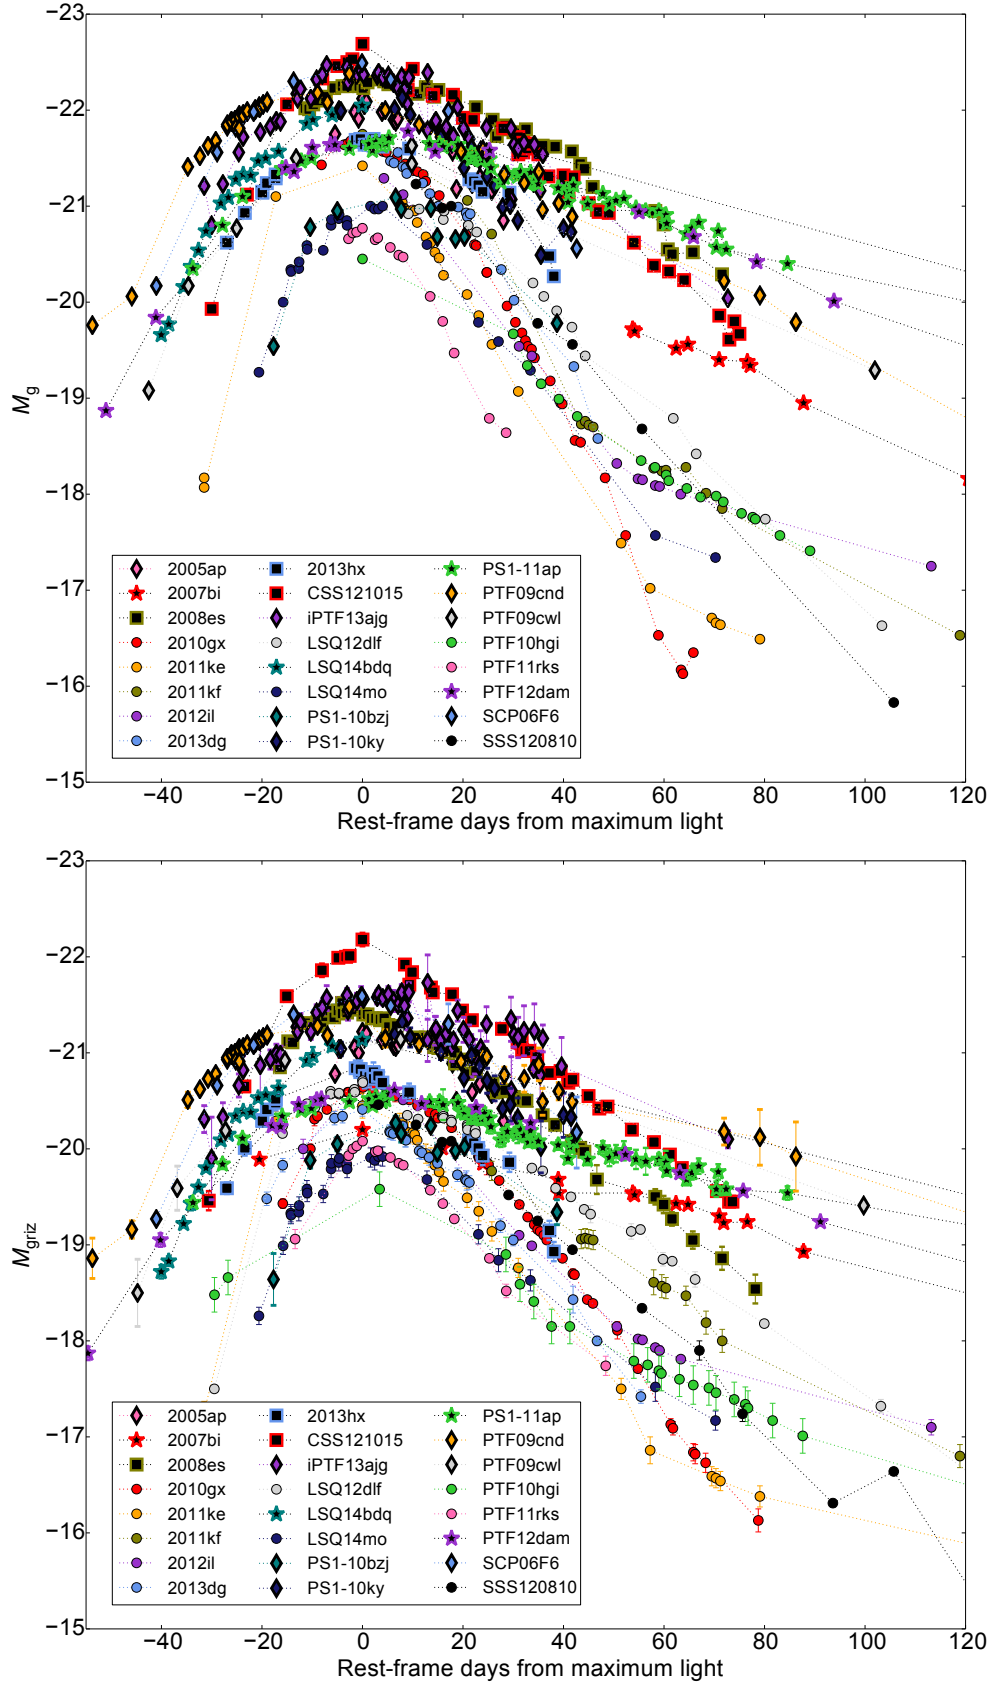 −23
−22
−21
−20
−19
−18
−17
−16
−15
M_g
2005ap 2013hx PS1-11ap
2007bi CSS121015 PTF09cnd
2008es iPTF13ajg PTF09cwl
2010gx LSQ12dlf PTF10hgi
2011ke LSQ14bdq PTF11rks
2011kf LSQ14mo PTF12dam
2012il PS1-10bzj SCP06F6
2013dg PS1-10ky SSS120810
−40 −20 0 20 40 60 80 100 120
Rest-frame days from maximum light
−23
−22
−21
−20
−19
−18
−17
−16
−15
M_griz
2005ap 2013hx PS1-11ap
2007bi CSS121015 PTF09cnd
2008es iPTF13ajg PTF09cwl
2010gx LSQ12dlf PTF10hgi
2011ke LSQ14bdq PTF11rks
2011kf LSQ14mo PTF12dam
2012il PS1-10bzj SCP06F6
2013dg PS1-10ky SSS120810
−40 −20 0 20 40 60 80 100 120
Rest-frame days from maximum light